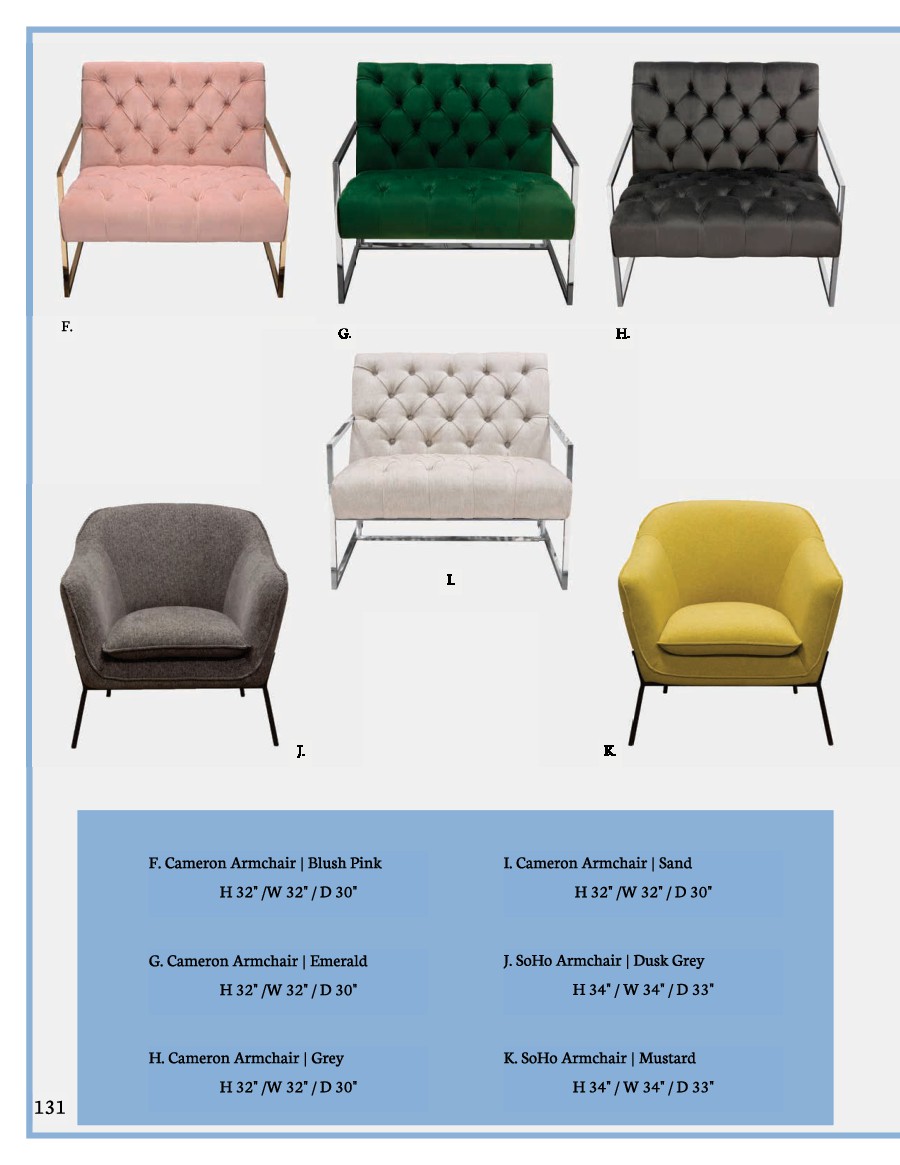 F.
G.
H.
I.
J.
K.
F. Cameron Armchair | Blush Pink
H 32" /W 32" / D 30"
G. Cameron Armchair | Emerald
H 32" /W 32" / D 30"
H. Cameron Armchair | Grey
H 32" /W 32" / D 30"
I. Cameron Armchair | Sand
H 32" /W 32" / D 30"
J. SoHo Armchair | Dusk Grey
H 34" / W 34" / D 33"
K. SoHo Armchair | Mustard
H 34" / W 34" / D 33"
131